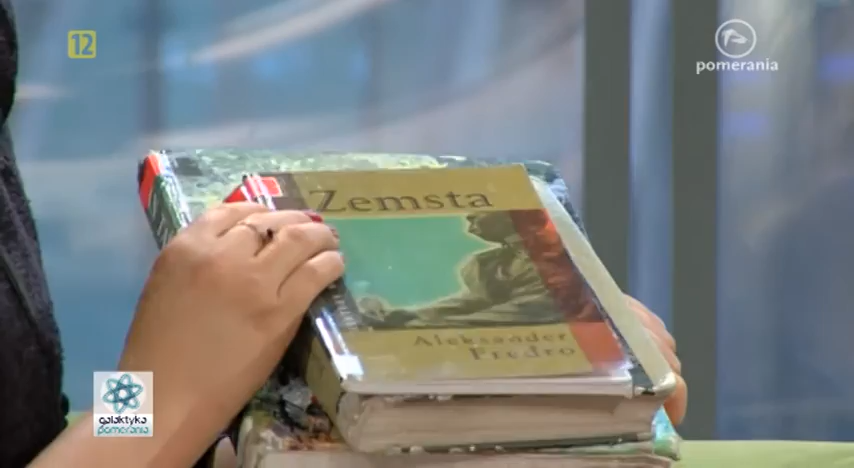 12
pomerania
Zemsta
Aleksander
Fredro
galaktyka
pomerania